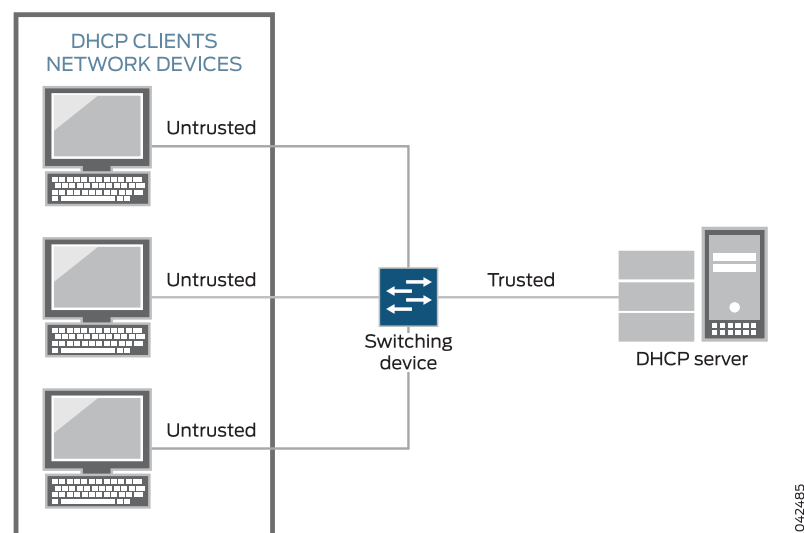 DHCP CLIENTS
NETWORK DEVICES
Untrusted
Untrusted
Trusted
Switching
device
DHCP server
Untrusted
042485